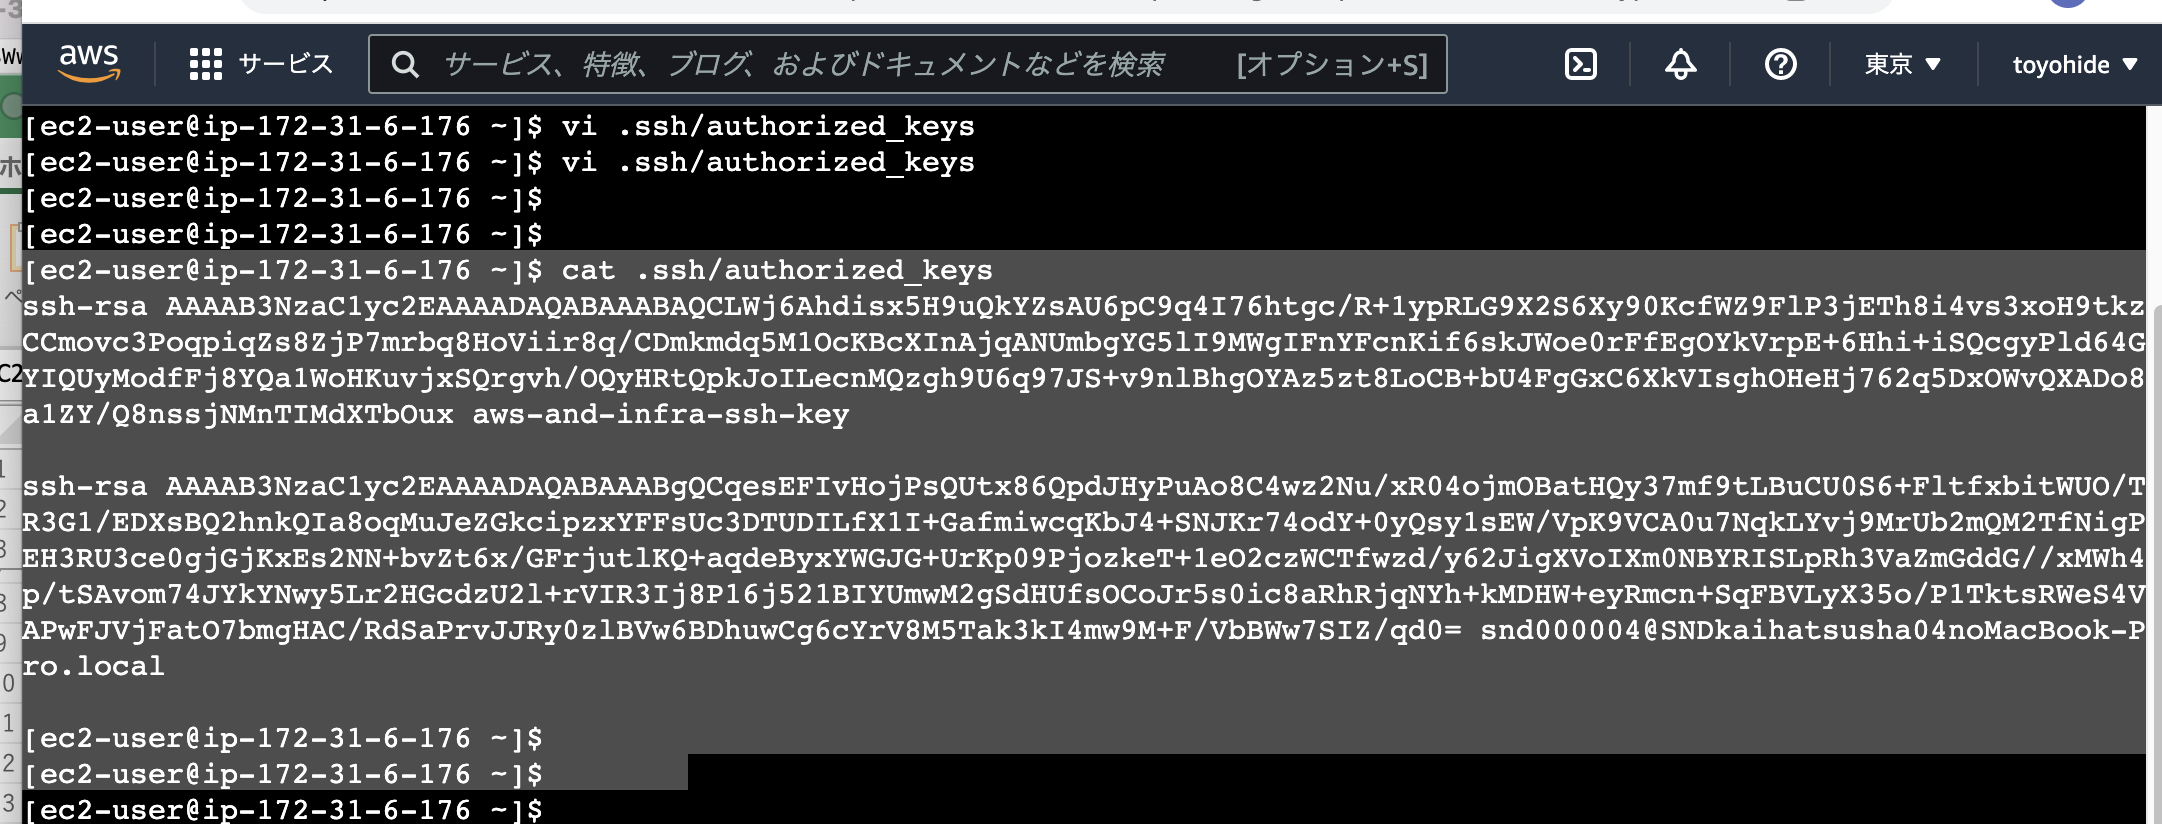 aws サービス サービス、特徴、ブログ、およびドキュメントなどを検索 [オプション+S] 東京 ▼ toyohide ▼
[ec2-user@ip-172-31-6-176 ~]$ vi .ssh/authorized_keys
[ec2-user@ip-172-31-6-176 ~]$ vi .ssh/authorized_keys
[ec2-user@ip-172-31-6-176 ~]$
[ec2-user@ip-172-31-6-176 ~]$
[ec2-user@ip-172-31-6-176 ~]$ cat .ssh/authorized_keys
ssh-rsa AAAAB3NzaC1yc2EAAAADAQABAAABAQCLWj6Ahdisx5H9uQkYZsAU6pC9q4I76htgc/R+1ypRLG9X2S6Xy90KcfWZ9FlP3jETh8i4vs3xoH9tkz
CCmovc3PoqpiqZs8ZjP7mrbq8HoViir8q/CDmkmdq5M1OcKBcXInAjqANUmbgYG5lI9MWgIFnYFcnKif6skJWoe0rFfEgOYkVrpE+6Hhi+iSQcgyPld64G
YIQUyModfFj8YQa1WoHKuvjxSQrgvh/OQyHRtQpkJoILecnMQzgh9U6q97JS+v9nlBhgOYAz5zt8LoCB+bU4FgGxC6XkVIsghOHeHj762q5DxOWvQXADo8
a1ZY/Q8nssjNMnTIMdXTbOux aws-and-infra-ssh-key
ssh-rsa AAAAB3NzaC1yc2EAAAADAQABAAABgQCqesEFIvHojPsQUtx86QpdJHyPuAo8C4wz2Nu/xR04ojmOBatHQy37mf9tLBuCU0S6+FltfxbitWUO/T
R3G1/EDXsBQ2hnkQIa8oqMuJeZGkcipzxYFFsUc3DTUDILfX1I+GafmiwcqKbJ4+SNJKr74odY+0yQsy1sEW/VpK9VCA0u7NqkLYvj9MrUb2mQM2TfNigP
EH3RU3ce0gjGjKxEs2NN+bvZt6x/GFrjutlKQ+aqdeByxYWGJG+UrKp09PjozkeT+1eO2czWCTfwzd/y62JigXVoIXm0NBYRISLpRh3VaZmGddG//xMWh4
p/tSAvom74JYkYNwy5Lr2HGcdzU2l+rVIR3Ij8P16j521BIYUmwM2gSdHUfsOCoJr5s0ic8aRhRjqNYh+kMDHW+eyRmcn+SqFBVLyX35o/P1TktsRWeS4V
APwFJVjFatO7bmgHAC/RdSaPrvJJRy0zlBVw6BDhuwCg6cYrV8M5Tak3kI4mw9M+F/VbBWw7SIZ/qd0= snd000004@SNDkaihatsusha04noMacBook-P
ro.local
[ec2-user@ip-172-31-6-176 ~]$
[ec2-user@ip-172-31-6-176 ~]$
[ec2-user@ip-172-31-6-176 ~]$